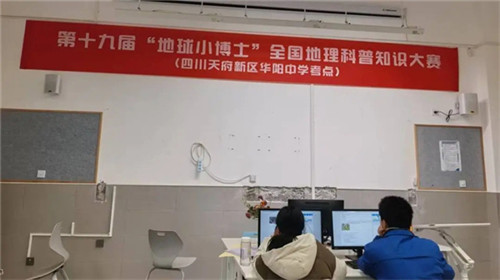 第十九届“地球小博士”全国地理科普知识大赛
（四川天府新区华阳中学考点）